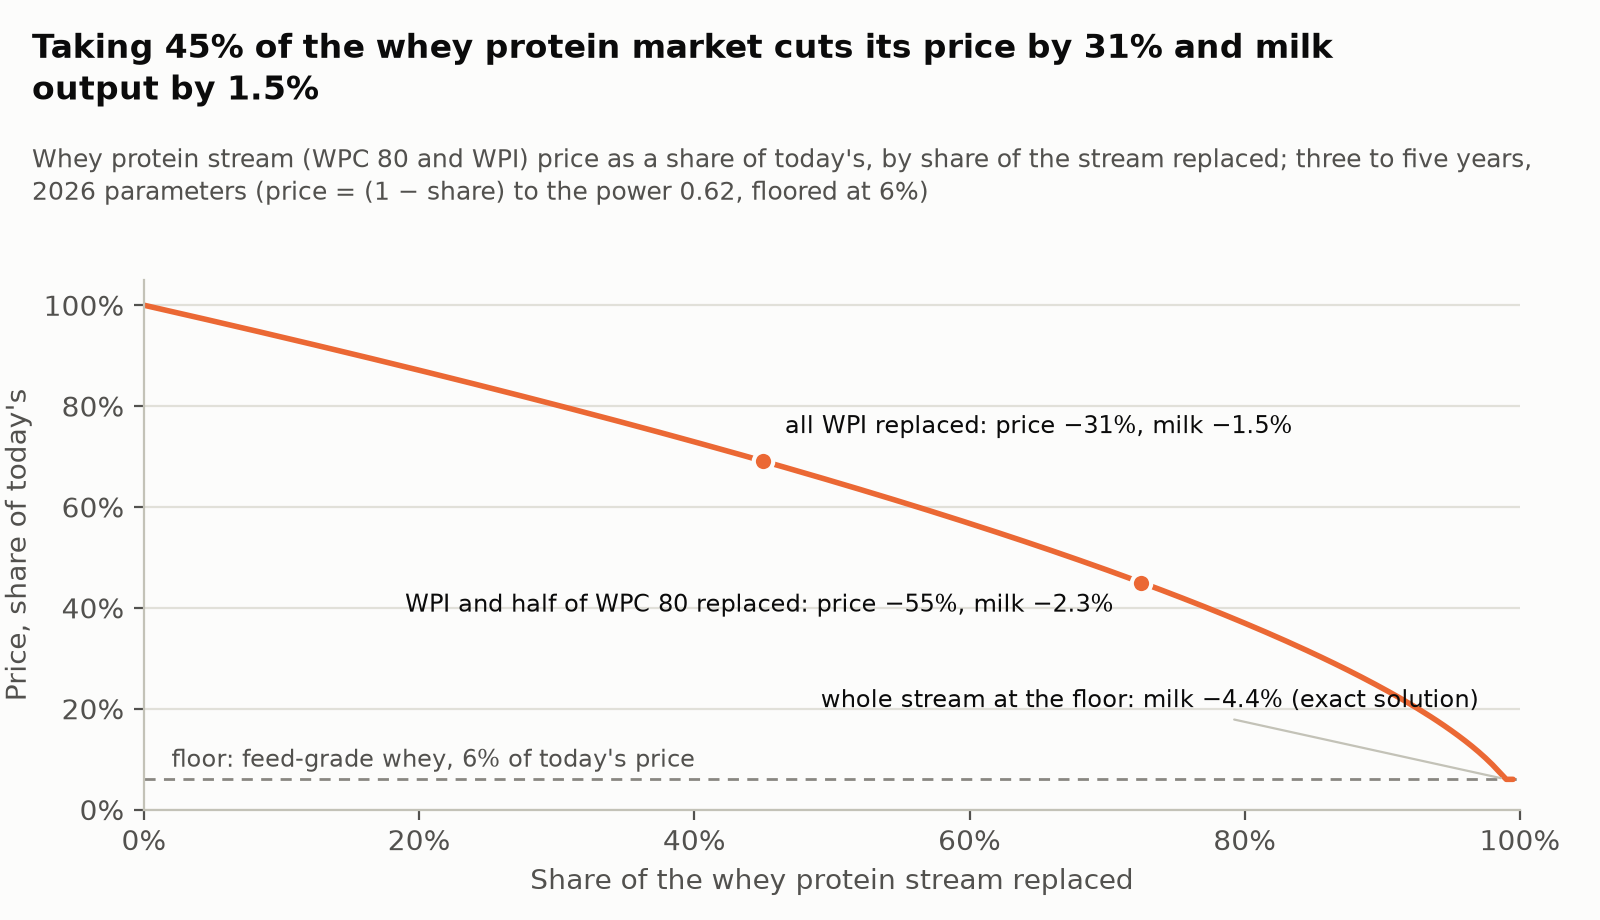 Taking 45% of the whey protein market cuts its price by 31% and milk
output by 1.5%
Whey protein stream (WPC 80 and WPI) price as a share of today's, by share of the stream replaced; three to five years,
2026 parameters (price = (1 − share) to the power 0.62, floored at 6%)
Price, share of today's
100%
80%
60%
40%
20%
0%
all WPI replaced: price −31%, milk −1.5%
WPI and half of WPC 80 replaced: price −55%, milk −2.3%
whole stream at the floor: milk −4.4% (exact solution)
floor: feed-grade whey, 6% of today's price
0%
20%
40%
60%
80%
100%
Share of the whey protein stream replaced